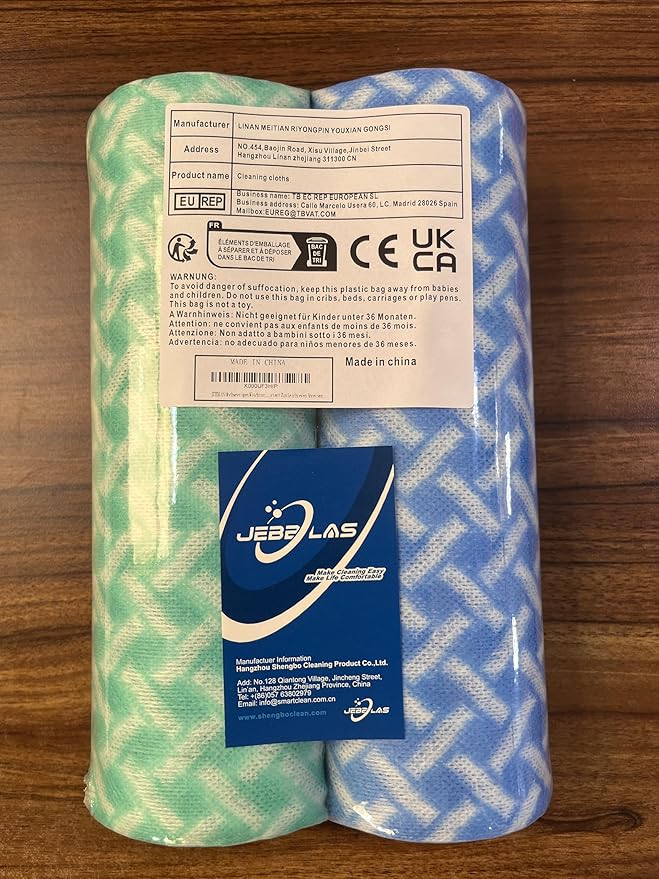 Manufacturer LINAN MEITIAN RIYONGPIN YOUXIAN GONGSI
Address NO.454,Baojin Road, Xisu Village,Jinbei Street
Hangzhou Linan zhejiang 311300 CN
Product name Cleaning cloths
EU REP Business name: TB EC REP EUROPEAN SL
Business address: Calle Marcelo Usera 60, LC. Madrid 28026 Spain
Mailbox:EUREG@TBVAT.COM
FR
ÉLÉMENTS D'EMBALLAGE
À SÉPARER ET À DÉPOSER
DANS LE BAC DE TRI
BAC
DE
TRI
CE
UK
CA
WARNUNG:
To avoid danger of suffocation, keep this plastic bag away from babies
and children. Do not use this bag in cribs, beds, carriages or play pens.
This bag is not a toy.
A Warnhinweis: Nicht geeignet für Kinder unter 36 Monaten.
Attention: ne convient pas aux enfants de moins de 36 mois.
Attenzione: Non adatto a bambini sotto i 36 mesi.
Advertencia: no adecuado para niños menores de 36 meses.
MADE IN CHINA
Made in china
JEBBLAS
Make Cleaning Easy
Make Life Comfortable
Manufactuer Information
Hangzhou Shengbo Cleaning Product Co.,Ltd.
Add: No.128 Qianlong Village, Jincheng Street,
Lin'an, Hangzhou Zhejiang Province, China
Tel: +(86)057 63802979
Email: info@smartclean.com.cn
www.shengboclean.com
JEBBLAS